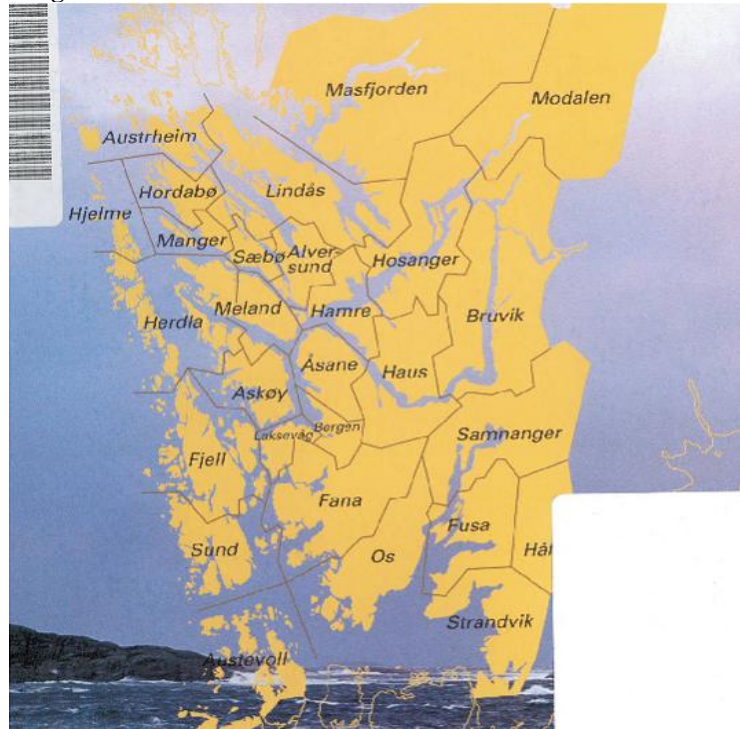 Masfjorden
Modalen
Austrheim
Hordabø
Lindås
Hjelme
Manger
Sæbø
Alver-
sund
Hosanger
Meland
Hamre
Herdla
Bruvik
Åsane
Haus
Askøy
Laksevåg
Bergen
Samnanger
Fjell
Fana
Fusa
Sund
Os
Strandvik
Austevoll